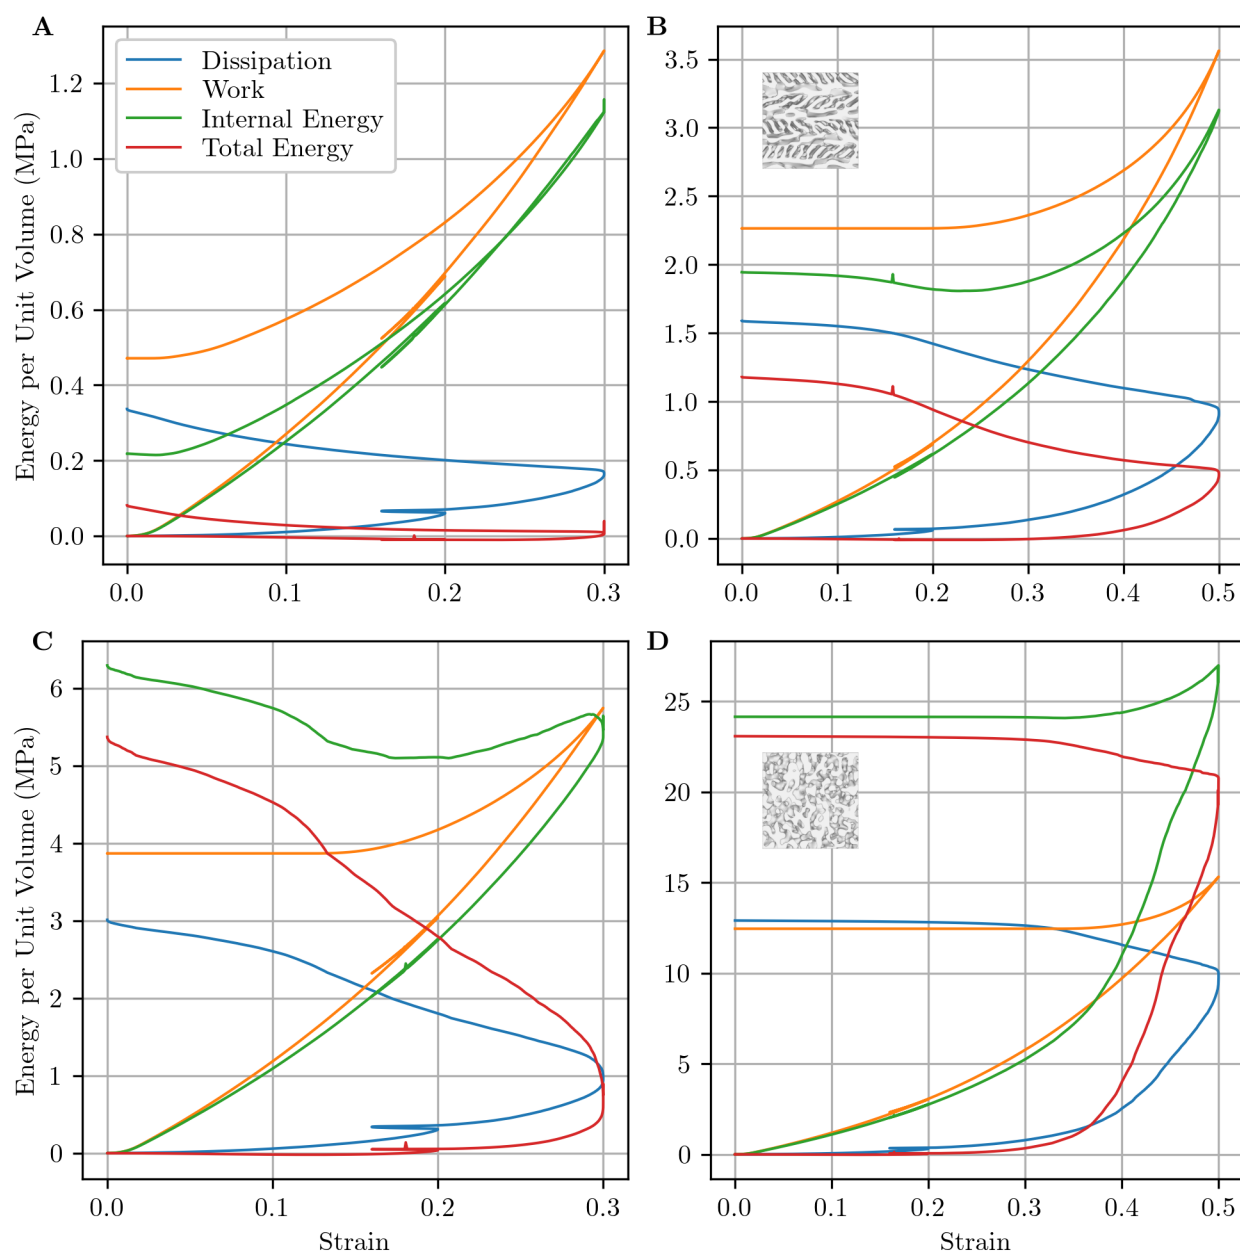 A
B
Dissipation
Work
Internal Energy
Total Energy
Energy per Unit Volume (MPa)
1.2
1.0
0.8
0.6
0.4
0.2
0.0
0.0 0.1 0.2 0.3
3.5
3.0
2.5
2.0
1.5
1.0
0.5
0.0
0.0 0.1 0.2 0.3 0.4 0.5
C
D
Energy per Unit Volume (MPa)
6
5
4
3
2
1
0
0.0 0.1 0.2 0.3
Strain
25
20
15
10
5
0
0.0 0.1 0.2 0.3 0.4 0.5
Strain